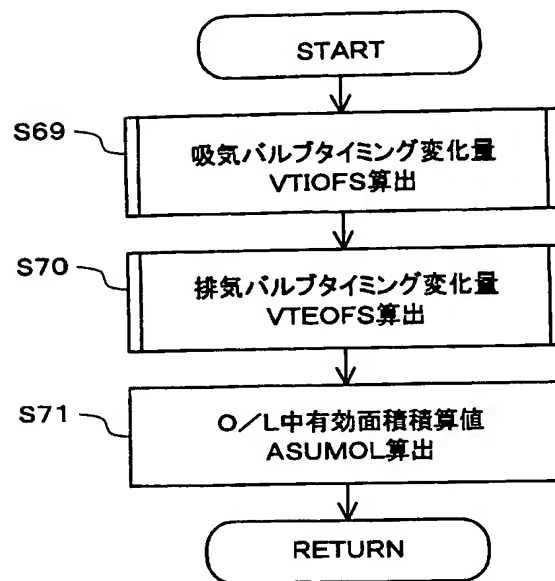 START
S69
吸気バルブタイミング変化量
VTIOFS算出
S70
排気バルブタイミング変化量
VTEOFS算出
S71
O/L中有効面積積算値
ASUMOL算出
RETURN